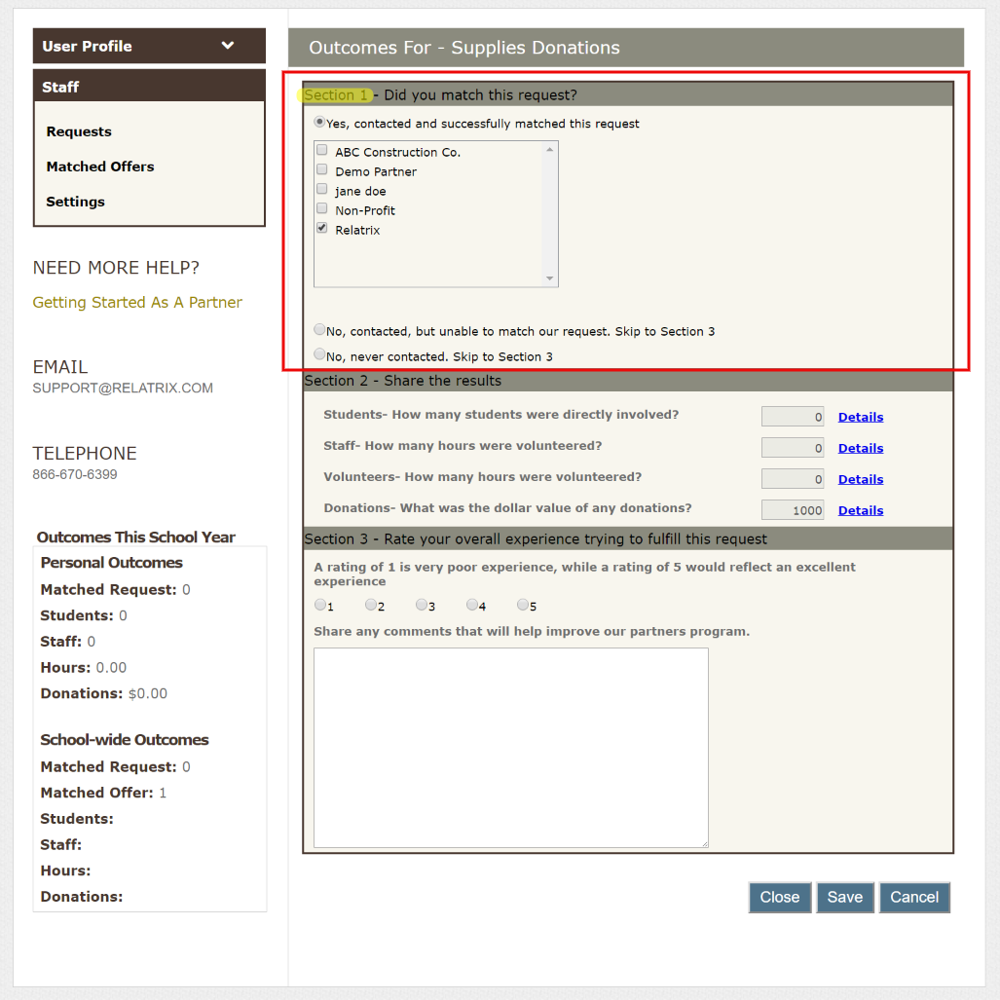 User Profile
Staff
Requests
Matched Offers
Settings
NEED MORE HELP?
Getting Started As A Partner
EMAIL
SUPPORT@RELATRIX.COM
TELEPHONE
866-670-6399
Outcomes This School Year
Personal Outcomes
Matched Request: 0
Students: 0
Staff: 0
Hours: 0.00
Donations: $0.00
School-wide Outcomes
Matched Request: 0
Matched Offer: 1
Students:
Staff:
Hours:
Donations:
Outcomes For - Supplies Donations
Section 1 - Did you match this request?
Yes, contacted and successfully matched this request
ABC Construction Co.
Demo Partner
jane doe
Non-Profit
Relatrix
No, contacted, but unable to match our request. Skip to Section 3
No, never contacted. Skip to Section 3
Section 2 - Share the results
Students- How many students were directly involved? 0 Details
Staff- How many hours were volunteered? 0 Details
Volunteers- How many hours were volunteered? 0 Details
Donations- What was the dollar value of any donations? 1000 Details
Section 3 - Rate your overall experience trying to fulfill this request
A rating of 1 is very poor experience, while a rating of 5 would reflect an excellent
experience
1 2 3 4 5
Share any comments that will help improve our partners program.
Close Save Cancel